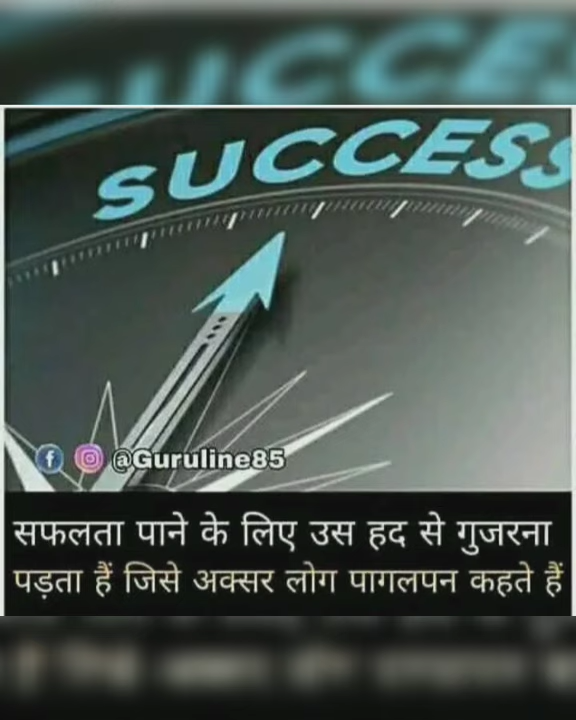 SUCCESS
@Guruline85
सफलता पाने के लिए उस हद से गुजरना
पड़ता हैं जिसे अक्सर लोग पागलपन कहते हैं